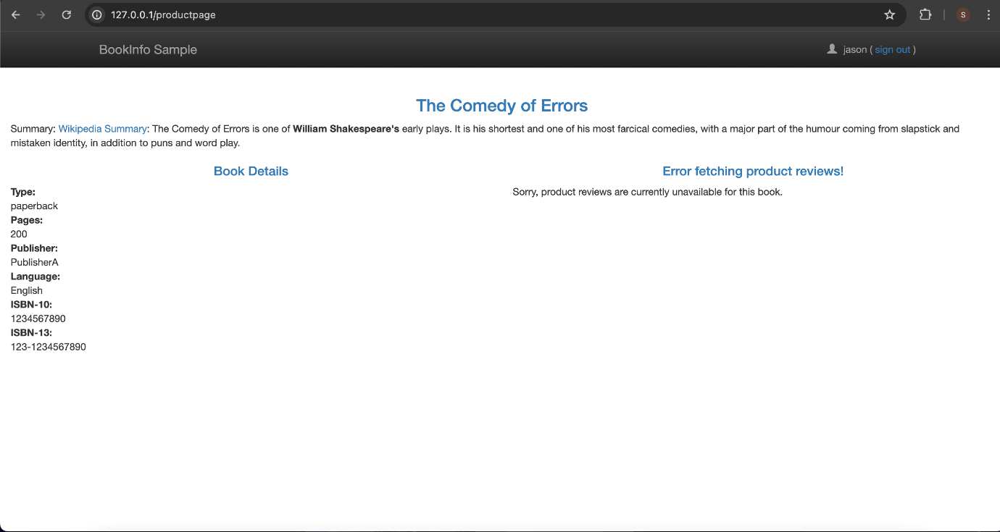 127.0.0.1/productpage
S
BookInfo Sample
jason ( sign out )
The Comedy of Errors
Summary: Wikipedia Summary: The Comedy of Errors is one of William Shakespeare's early plays. It is his shortest and one of his most farcical comedies, with a major part of the humour coming from slapstick and
mistaken identity, in addition to puns and word play.
Book Details
Type:
paperback
Pages:
200
Publisher:
PublisherA
Language:
English
ISBN-10:
1234567890
ISBN-13:
123-1234567890
Error fetching product reviews!
Sorry, product reviews are currently unavailable for this book.